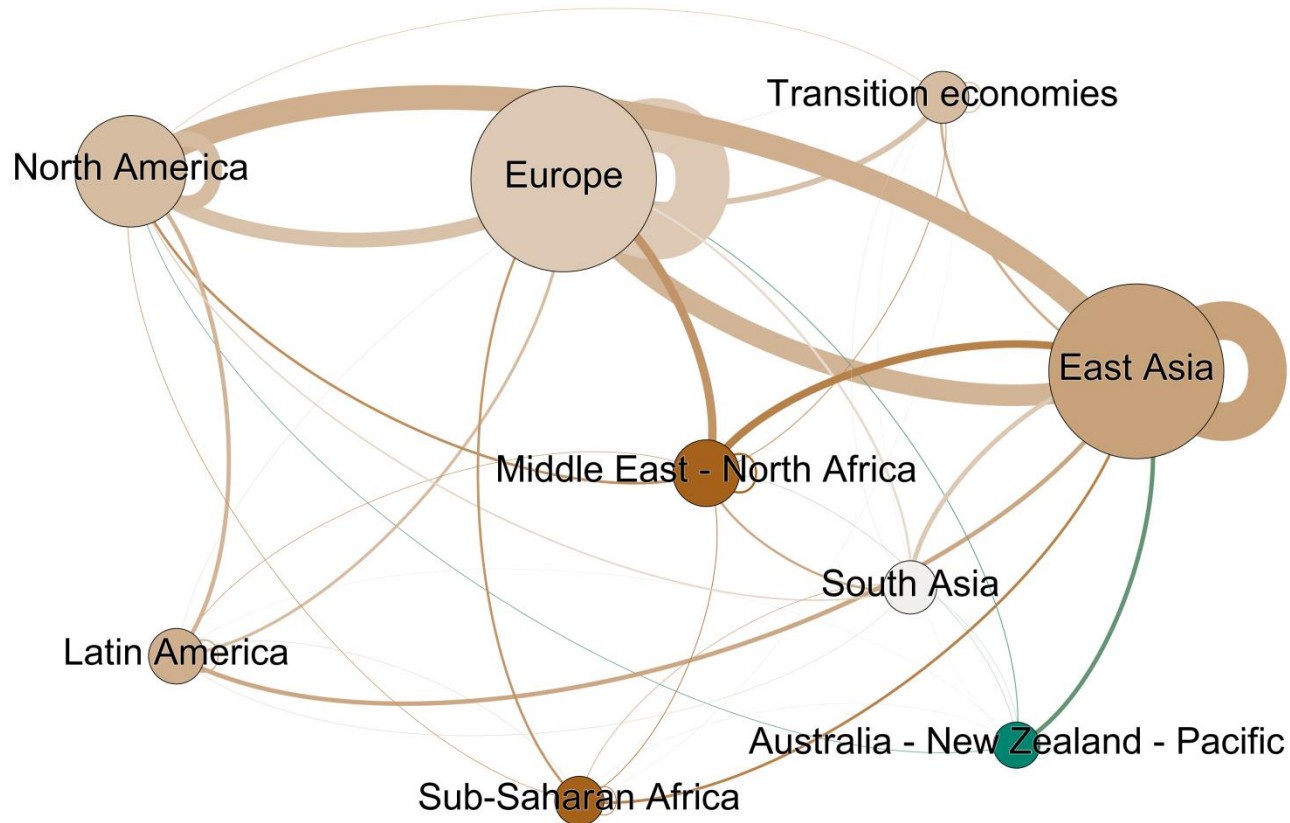 Transition economies
North America
Europe
East Asia
Middle East - North Africa
South Asia
Latin America
Australia - New Zealand - Pacific
Sub-Saharan Africa